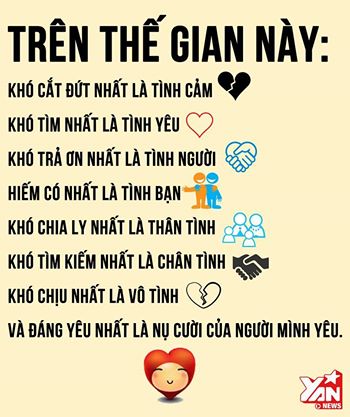 TRÊN THẾ GIAN NÀY:
KHÓ CẮT ĐỨT NHẤT LÀ TÌNH CẢM
KHÓ TÌM NHẤT LÀ TÌNH YÊU
KHÓ TRẢ ƠN NHẤT LÀ TÌNH NGƯỜI
HIẾM CÓ NHẤT LÀ TÌNH BẠN
KHÓ CHIA LY NHẤT LÀ THÂN TÌNH
KHÓ TÌM KIẾM NHẤT LÀ CHÂN TÌNH
KHÓ CHỊU NHẤT LÀ VÔ TÌNH
VÀ ĐÁNG YÊU NHẤT LÀ NỤ CƯỜI CỦA NGƯỜI MÌNH YÊU.
YAN
NEWS